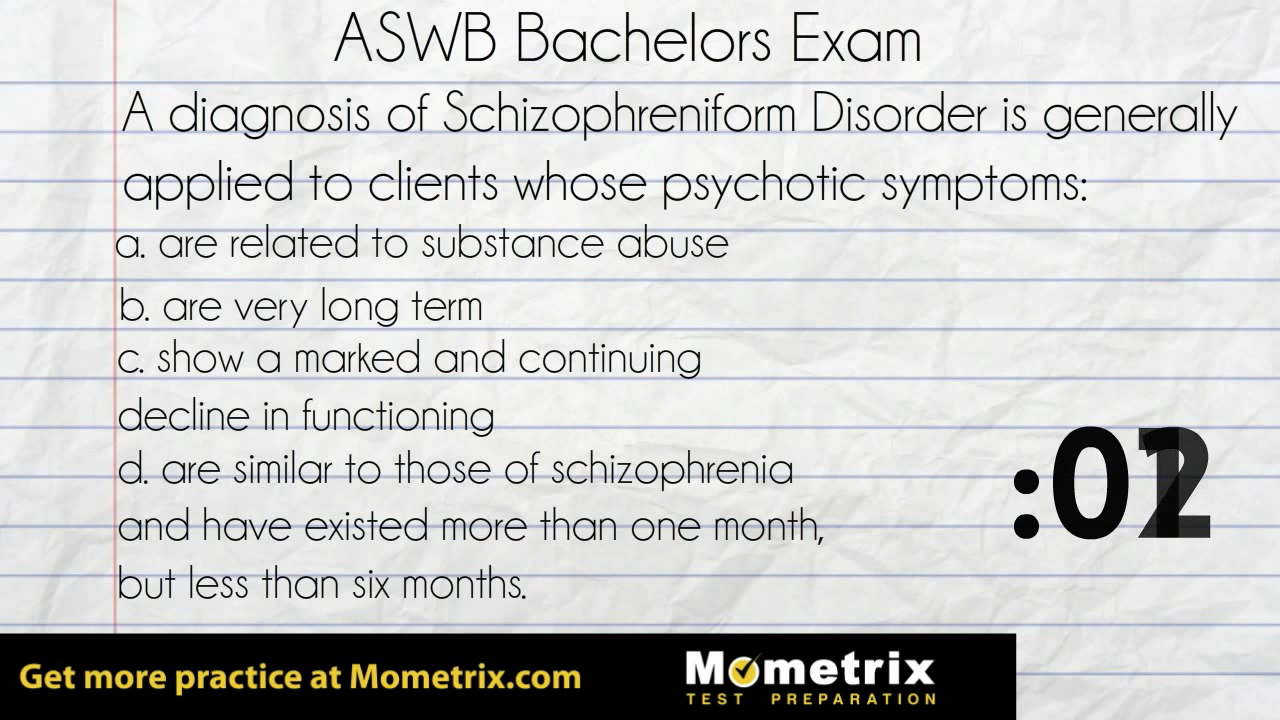 ASWB Bachelors Exam
A diagnosis of Schizophreniform Disorder is generally
applied to clients whose psychotic symptoms:
a. are related to substance abuse
b. are very long term
c. show a marked and continuing
decline in functioning
d. are similar to those of schizophrenia
and have existed more than one month,
but less than six months.
Get more practice at Mometrix.com
Mometrix
TEST PREPARATION